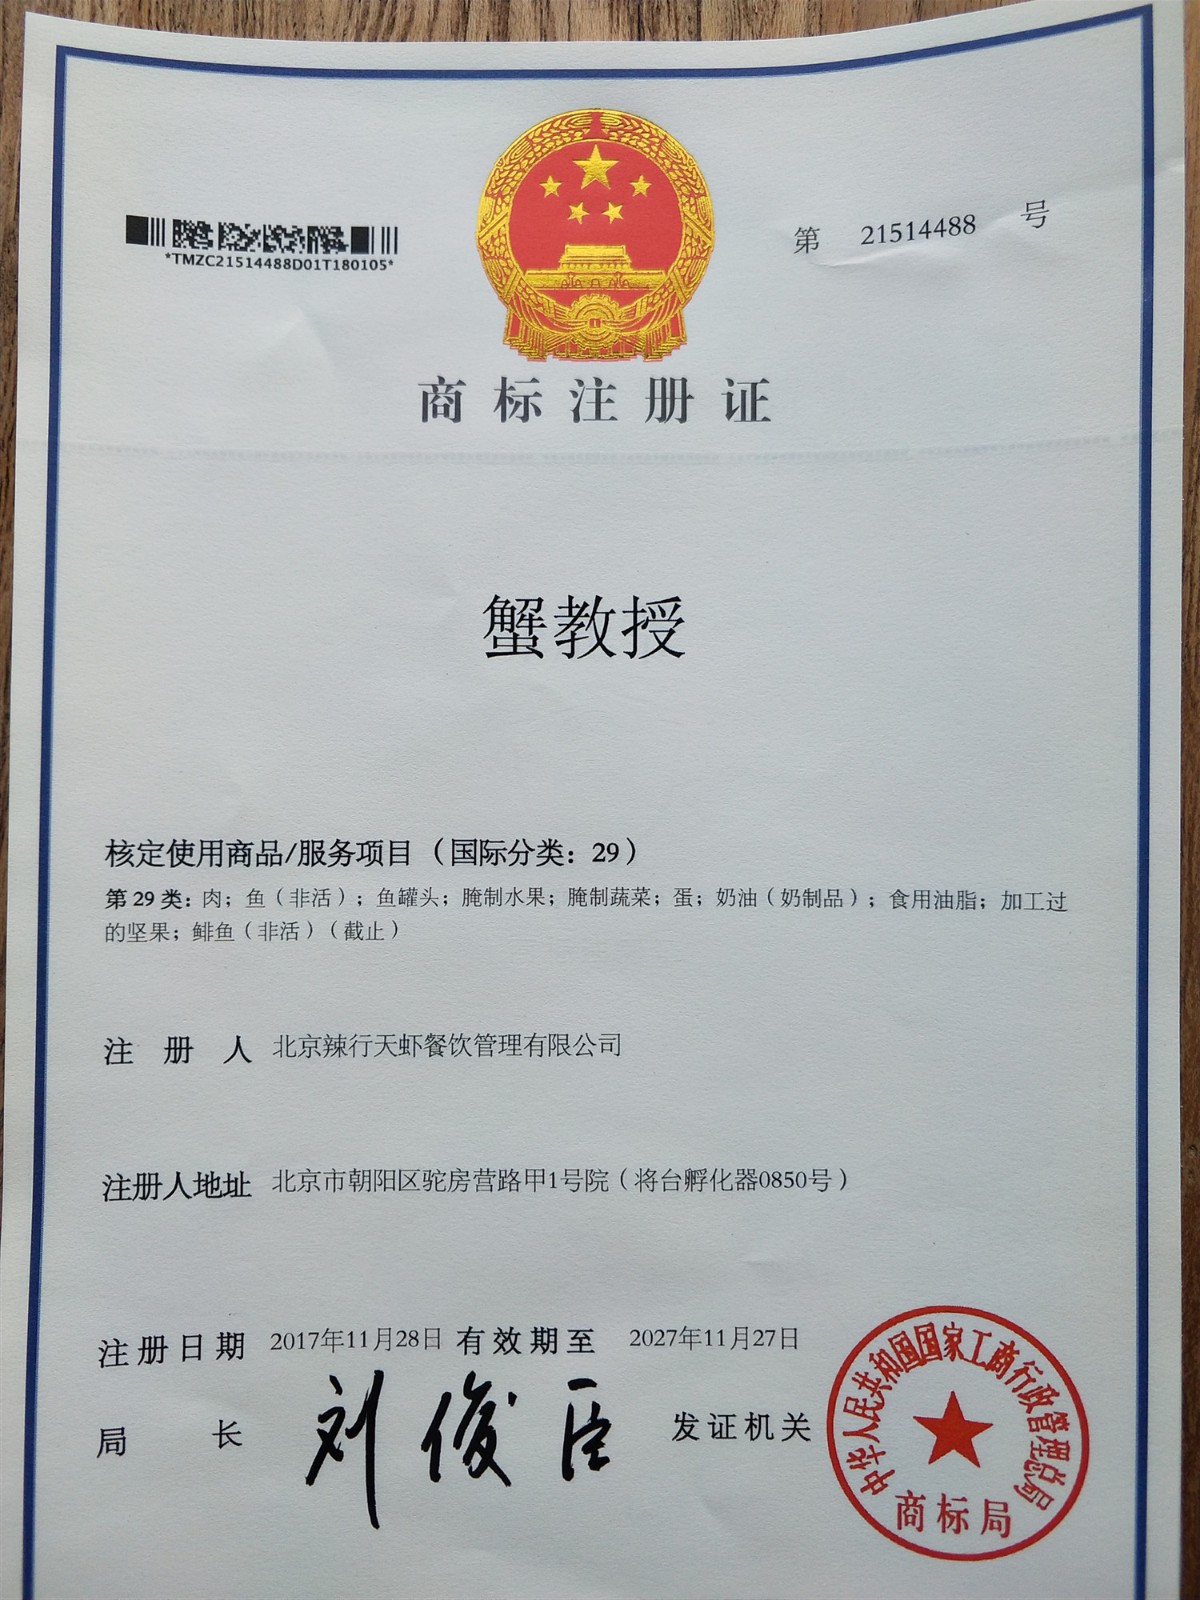 *TMZC21514488D01T180105*
第 21514488 号
商标注册证
蟹教授
核定使用商品/服务项目（国际分类：29）
第29类：肉；鱼（非活）；鱼罐头；腌制水果；腌制蔬菜；蛋；奶油（奶制品）；食用油脂；加工过
的坚果；鲱鱼（非活）（截止）
注册人 北京辣行天虾餐饮管理有限公司
注册人地址 北京市朝阳区驼房营路甲1号院（将台孵化器0850号）
注册日期 2017年11月28日 有效期至 2027年11月27日
局长 刘俊臣 发证机关
中华人民共和国国家工商行政管理总局
商标局